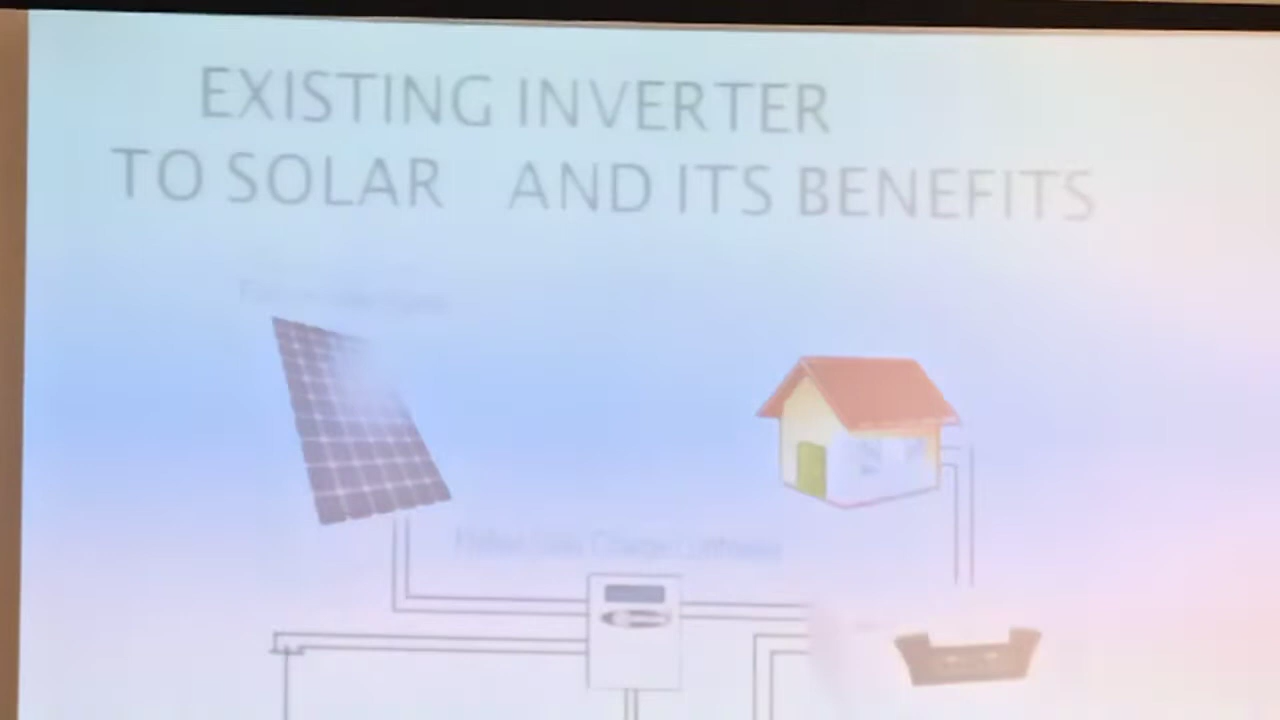 EXISTING INVERTER
TO SOLAR AND ITS BENEFITS